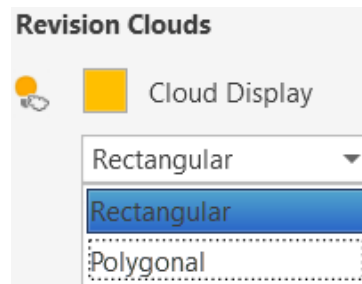 Revision Clouds
Cloud Display
Rectangular
Rectangular
Polygonal